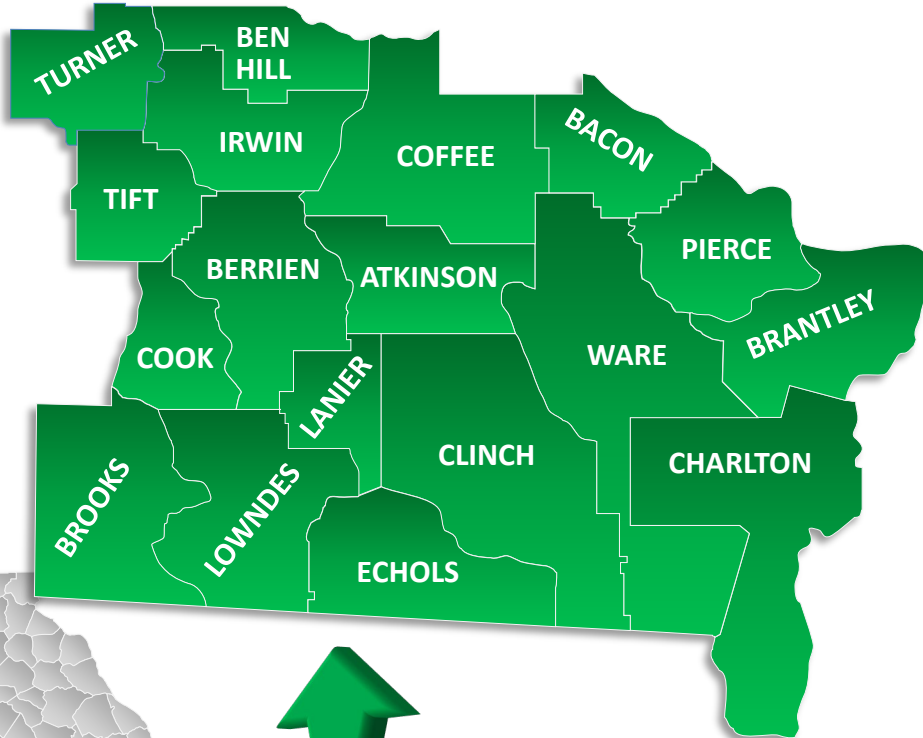 TURNER
BEN
HILL
IRWIN
COFFEE
BACON
TIFT
PIERCE
BERRIEN
ATKINSON
BRANTLEY
COOK
WARE
LANIER
CLINCH
CHARLTON
BROOKS
LOWNDES
ECHOLS